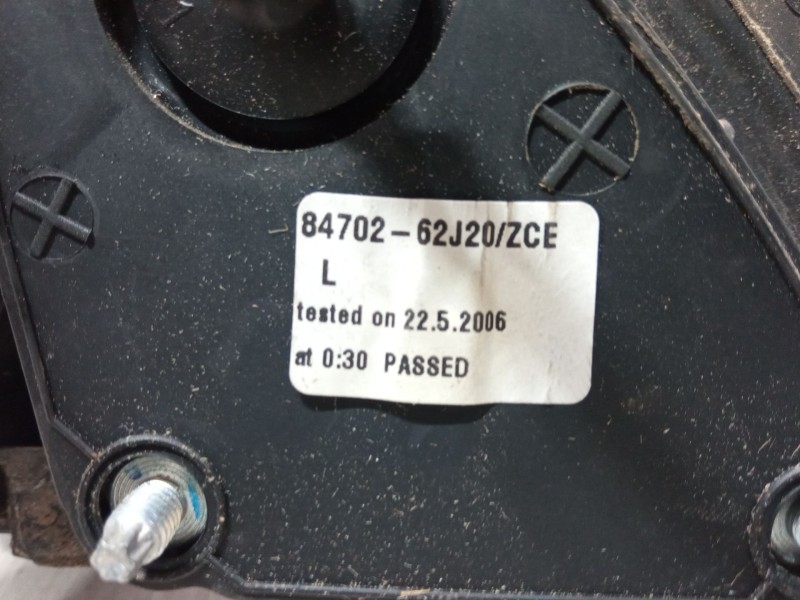 84702-62J20/ZCE
L
tested on 22.5.2006
at 0:30 PASSED